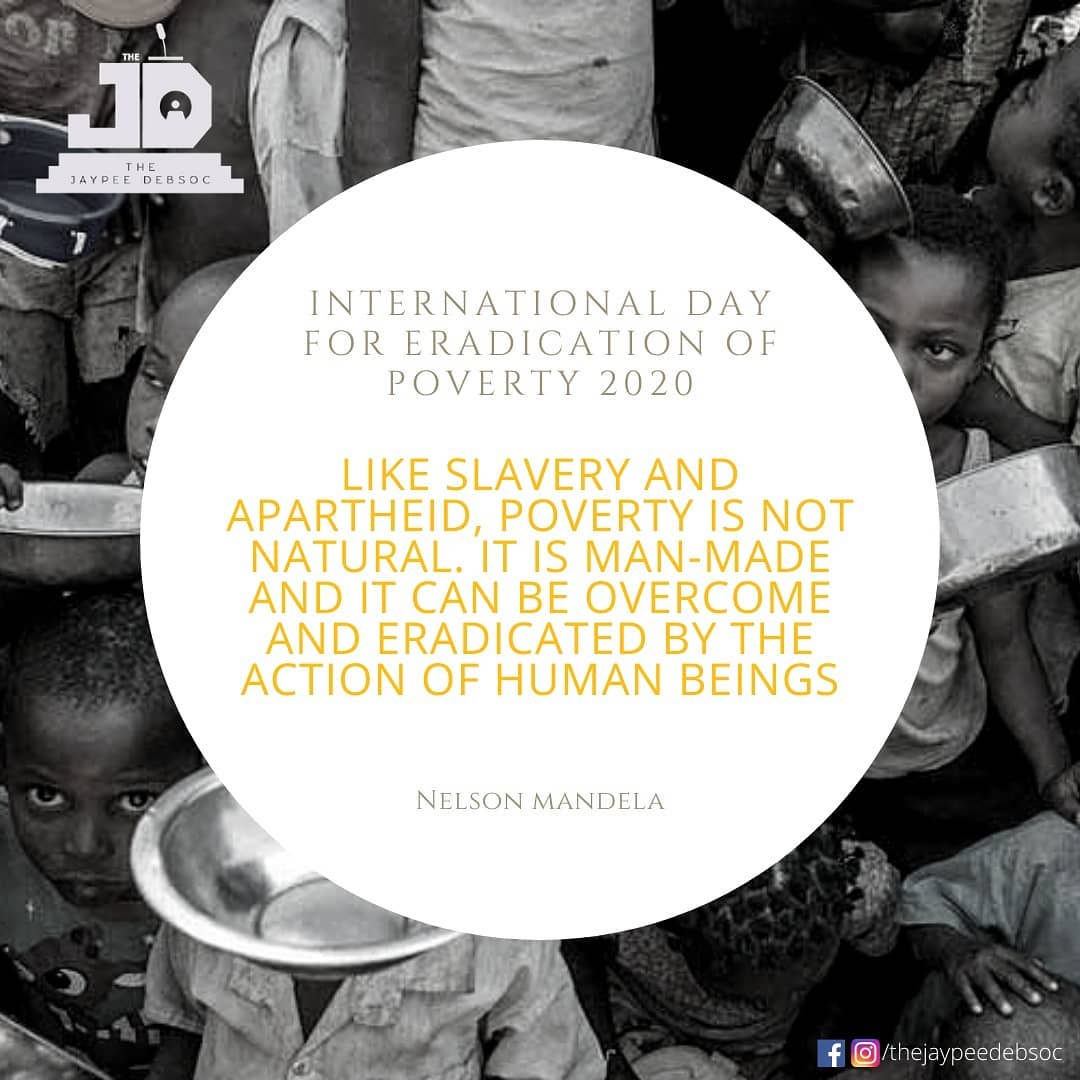 THE
JD
THE
JAYPEE DEBSOC
INTERNATIONAL DAY
FOR ERADICATION OF
POVERTY 2020
LIKE SLAVERY AND
APARTHEID, POVERTY IS NOT
NATURAL. IT IS MAN-MADE
AND IT CAN BE OVERCOME
AND ERADICATED BY THE
ACTION OF HUMAN BEINGS
NELSON MANDELA
/thejaypeedebsoc